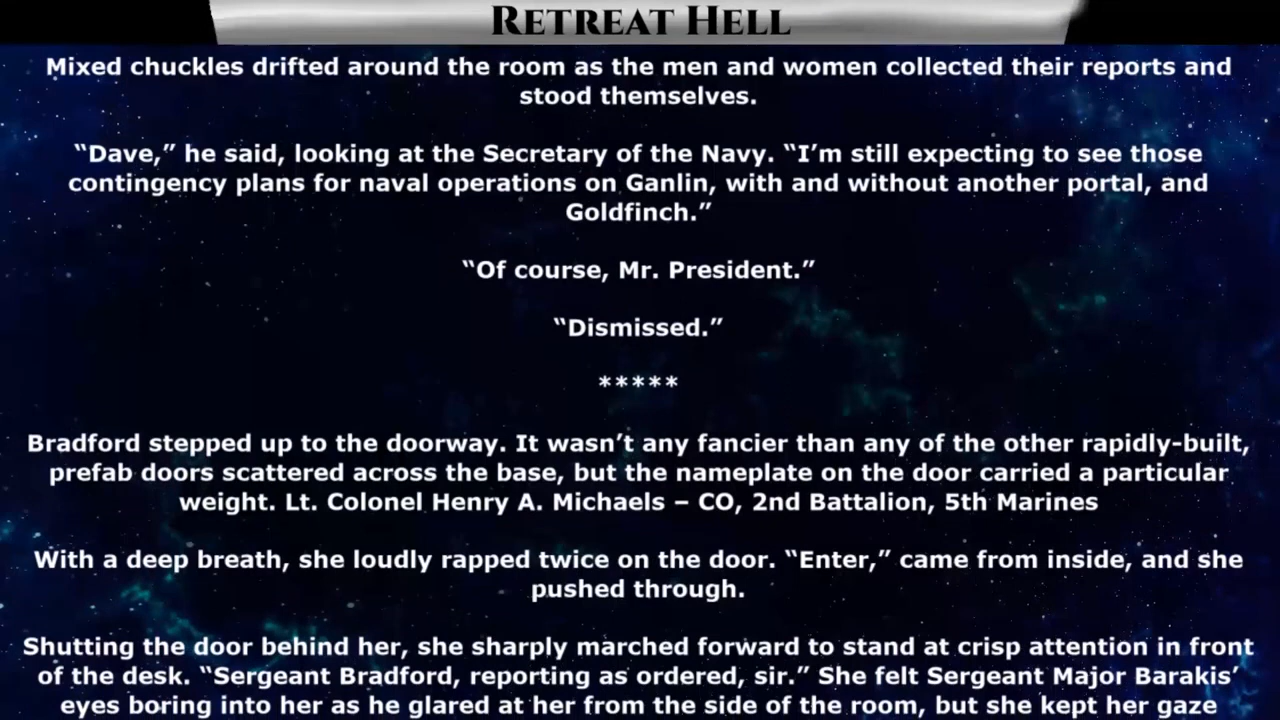 RETREAT HELL
Mixed chuckles drifted around the room as the men and women collected their reports and
stood themselves.
“Dave,” he said, looking at the Secretary of the Navy. “I’m still expecting to see those
contingency plans for naval operations on Ganlin, with and without another portal, and
Goldfinch.”
“Of course, Mr. President.”
“Dismissed.”
*****
Bradford stepped up to the doorway. It wasn’t any fancier than any of the other rapidly-built,
prefab doors scattered across the base, but the nameplate on the door carried a particular
weight. Lt. Colonel Henry A. Michaels – CO, 2nd Battalion, 5th Marines
With a deep breath, she loudly rapped twice on the door. “Enter,” came from inside, and she
pushed through.
Shutting the door behind her, she sharply marched forward to stand at crisp attention in front
of the desk. “Sergeant Bradford, reporting as ordered, sir.” She felt Sergeant Major Barakis’
eyes boring into her as he glared at her from the side of the room, but she kept her gaze